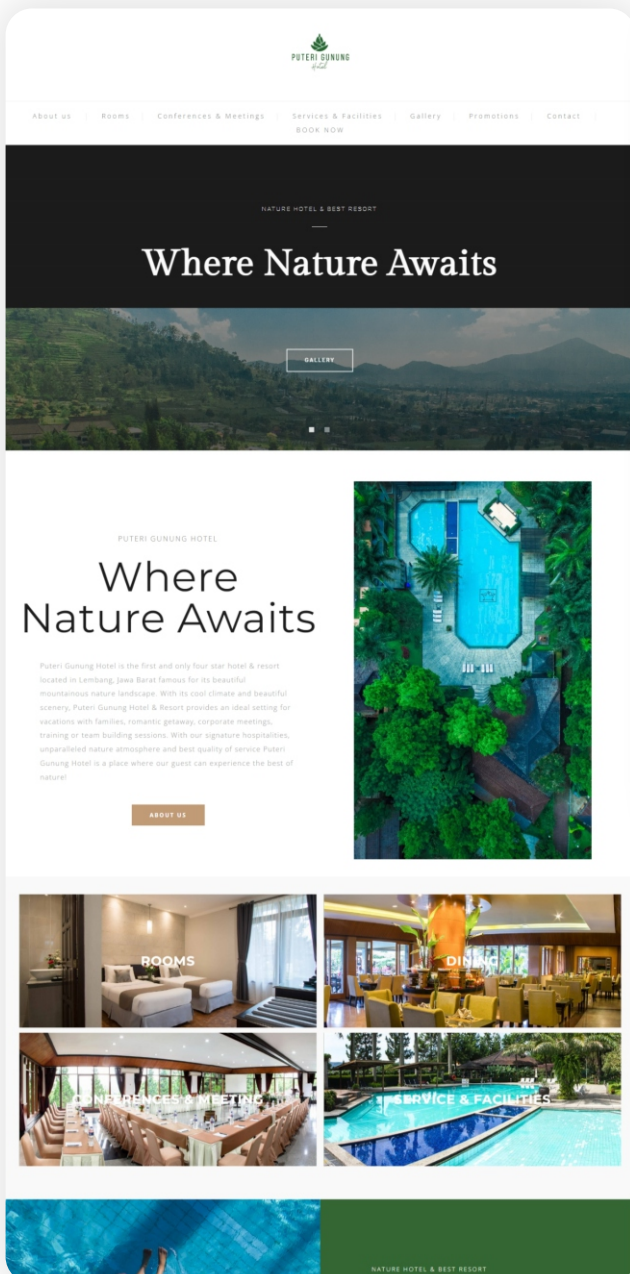 PUTERI GUNUNG
Hotel
About us
Rooms
Conferences & Meetings
Services & Facilities
Gallery
Promotions
Contact
BOOK NOW
NATURE HOTEL & BEST RESORT
Where Nature Awaits
GALLERY
PUTERI GUNUNG HOTEL
Where
Nature Awaits
Puteri Gunung Hotel is the first and only four star hotel & resort
located in Lembang, Jawa Barat famous for its beautiful
mountainous nature landscape. With its cool climate and beautiful
scenery, Puteri Gunung Hotel & Resort provides an ideal setting for
vacations with families, romantic getaway, corporate meetings,
training or team building sessions. With our signature hospitalities,
unparalleled nature atmosphere and best quality of service Puteri
Gunung Hotel is a place where our guest can experience the best of
nature!
ABOUT US
ROOMS
DINING
CONFERENCES & MEETING
SERVICE & FACILITIES
NATURE HOTEL & BEST RESORT